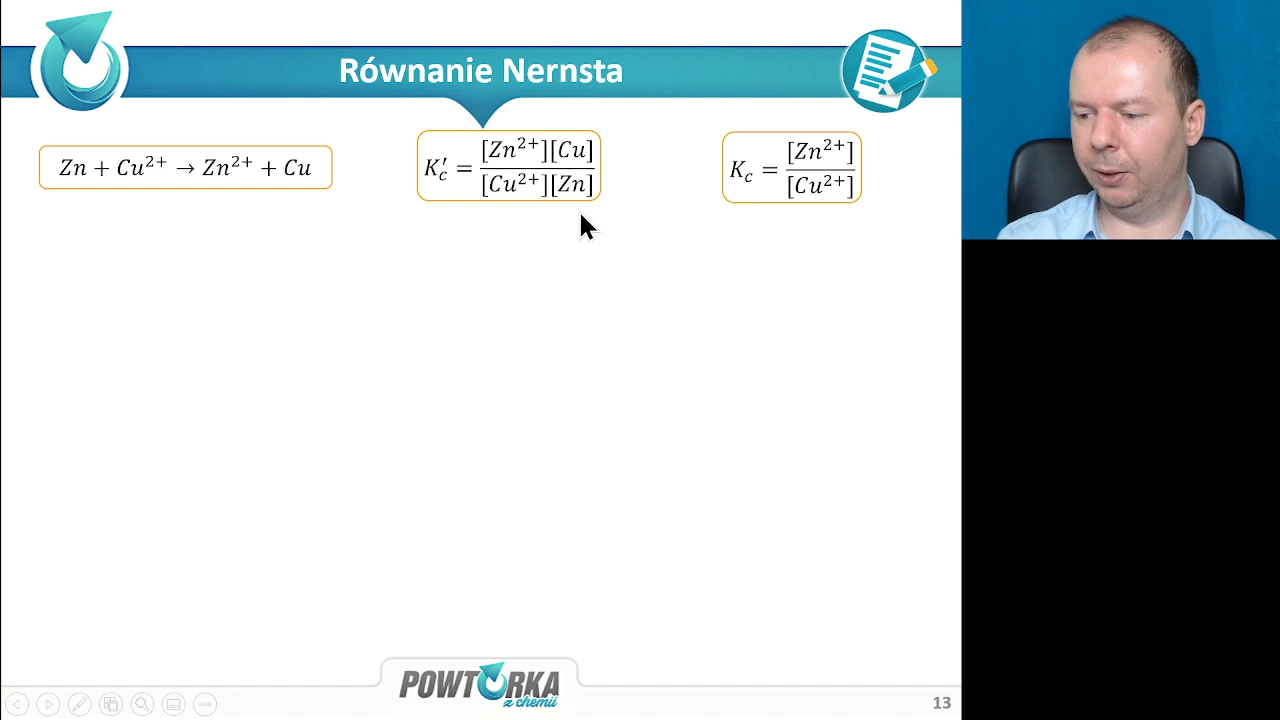 Równanie Nernsta
Zn + Cu²⁺ → Zn²⁺ + Cu
K′c = [Zn²⁺][Cu] / [Cu²⁺][Zn]
Kc = [Zn²⁺] / [Cu²⁺]
POWTÓRKA
z chemii
13